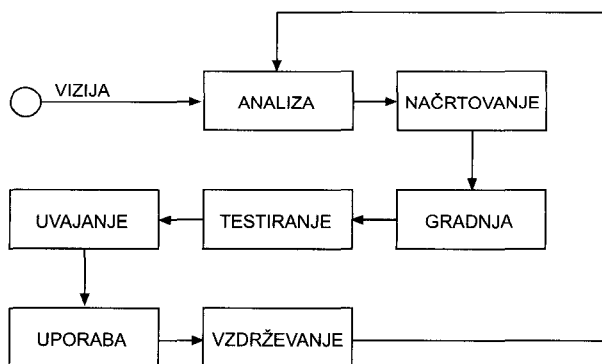 VIZIJA
ANALIZA
NAČRTOVANJE
GRADNJA
TESTIRANJE
UVAJANJE
UPORABA
VZDRŽEVANJE